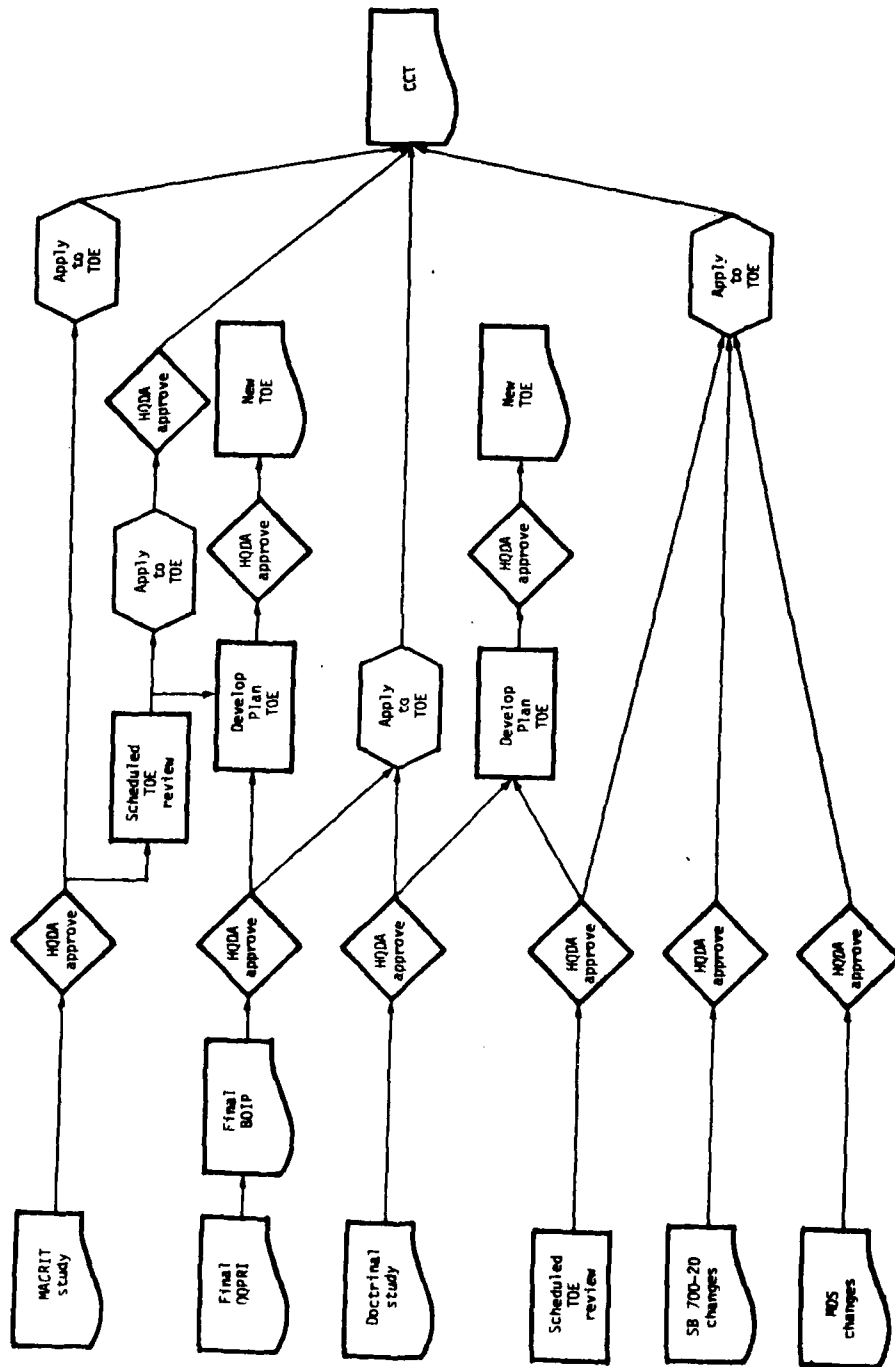 MACRIT
study
HQDA
approve
Apply
to
TOE
CCT
Scheduled
TOE
review
Apply
to
TOE
HQDA
approve
Final
QQPRI
Final
BOIP
HQDA
approve
Develop
Plan
TOE
HQDA
approve
New
TOE
Doctrinal
study
HQDA
approve
Apply
to
TOE
Develop
Plan
TOE
HQDA
approve
New
TOE
Scheduled
TOE
review
HQDA
approve
SB 700-20
changes
HQDA
approve
Apply
to
TOE
MOS
changes
HQDA
approve